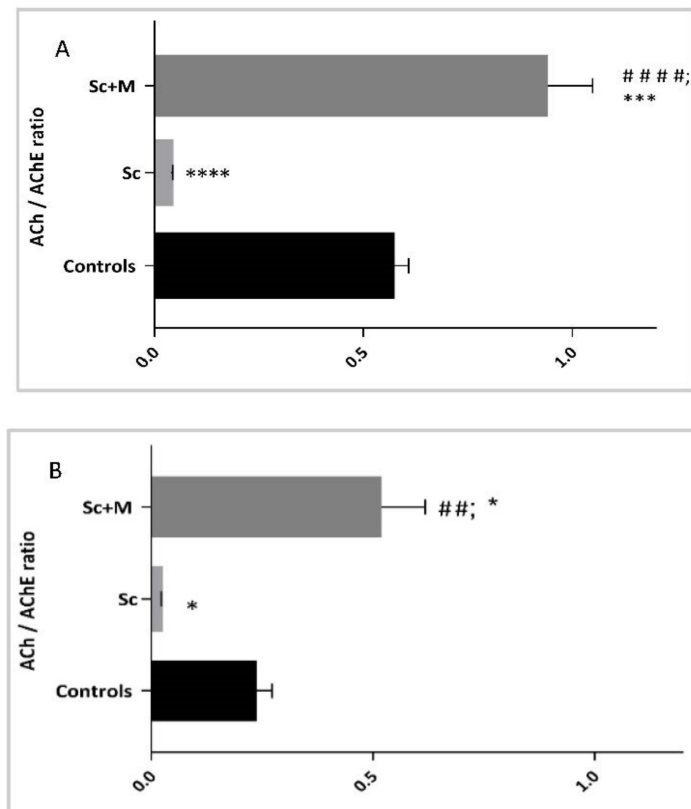 A
ACh / AChE ratio
Sc+M
# # # #;
***
Sc
****
Controls
0.0
0.5
1.0
B
ACh / AChE ratio
Sc+M
##; *
Sc
*
Controls
0.0
0.5
1.0